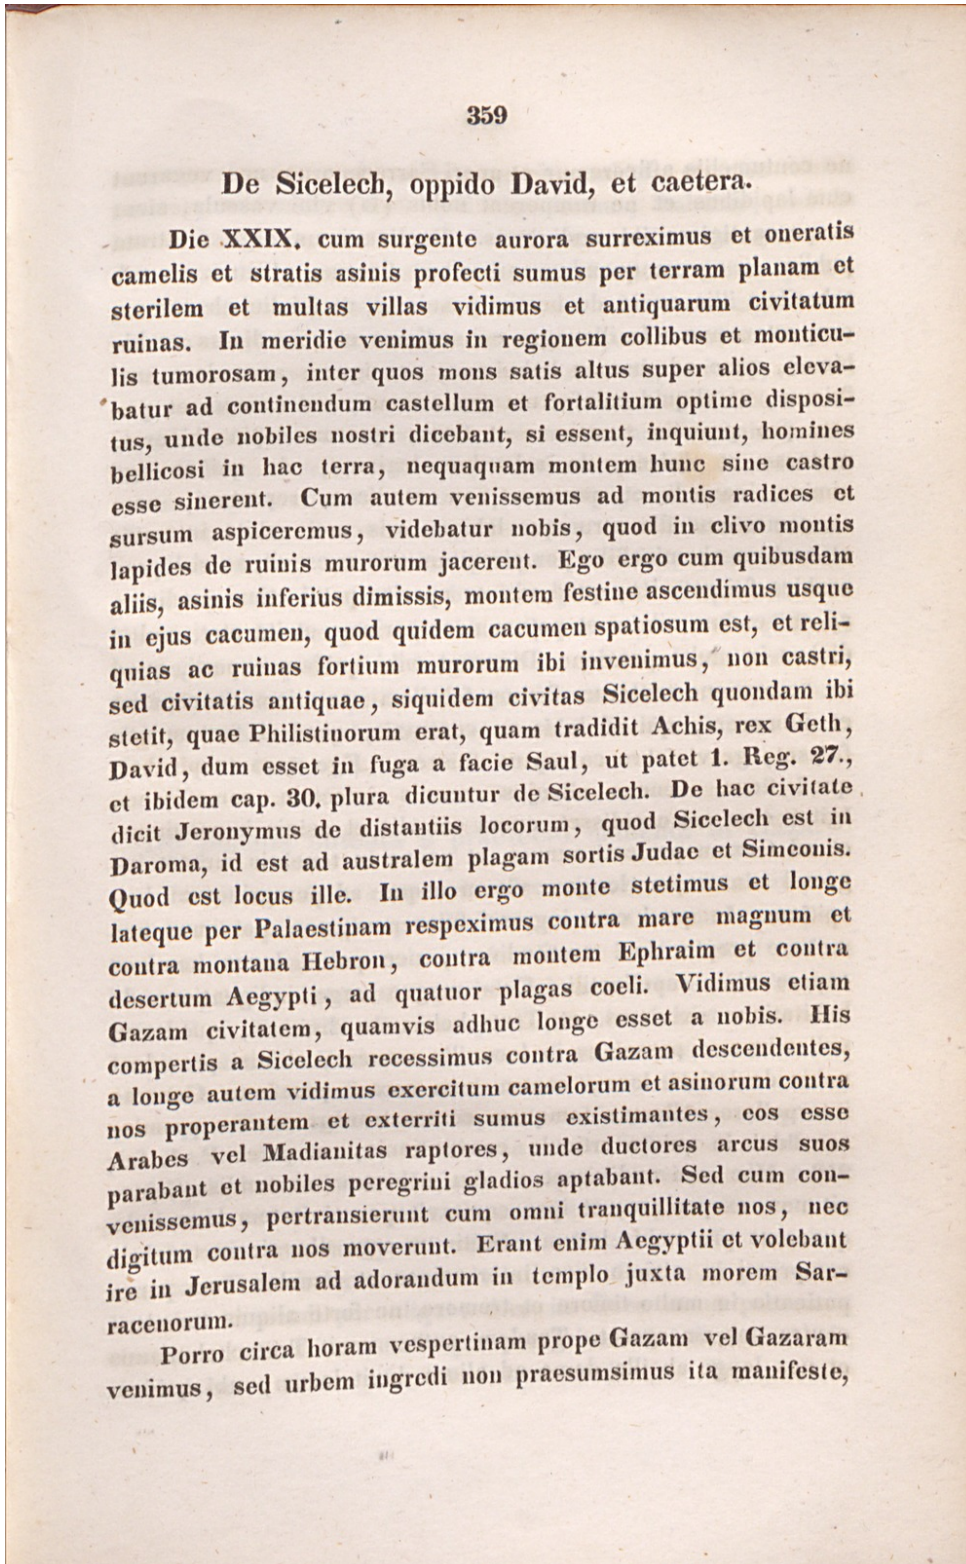 359
De Sicelech, oppido David, et caetera.
Die XXIX. cum surgente aurora surreximus et oneratis
camelis et stratis asinis profecti sumus per terram planam et
sterilem et multas villas vidimus et antiquarum civitatum
ruinas. In meridie venimus in regionem collibus et monticu-
lis tumorosam, inter quos mons satis altus super alios eleva-
batur ad continendum castellum et fortalitium optime disposi-
tus, unde nobiles nostri dicebant, si essent, inquiunt, homines
bellicosi in hac terra, nequaquam montem hunc sine castro
esse sinerent. Cum autem venissemus ad montis radices et
sursum aspiceremus, videbatur nobis, quod in clivo montis
lapides de ruinis murorum jacerent. Ego ergo cum quibusdam
aliis, asinis inferius dimissis, montem festine ascendimus usque
in ejus cacumen, quod quidem cacumen spatiosum est, et reli-
quias ac ruinas fortium murorum ibi invenimus, non castri,
sed civitatis antiquae, siquidem civitas Sicelech quondam ibi
stetit, quae Philistinorum erat, quam tradidit Achis, rex Geth,
David, dum esset in fuga a facie Saul, ut patet 1. Reg. 27.,
et ibidem cap. 30. plura dicuntur de Sicelech. De hac civitate
dicit Jeronymus de distantiis locorum, quod Sicelech est in
Daroma, id est ad australem plagam sortis Judae et Simeonis.
Quod est locus ille. In illo ergo monte stetimus et longe
lateque per Palaestinam respeximus contra mare magnum et
contra montana Hebron, contra montem Ephraim et contra
desertum Aegypti, ad quatuor plagas coeli. Vidimus etiam
Gazam civitatem, quamvis adhuc longe esset a nobis. His
compertis a Sicelech recessimus contra Gazam descendentes,
a longe autem vidimus exercitum camelorum et asinorum contra
nos properantem et exterriti sumus existimantes, eos esse
Arabes vel Madianitas raptores, unde ductores arcus suos
parabant et nobiles peregrini gladios aptabant. Sed cum con-
venissemus, pertransierunt cum omni tranquillitate nos, nec
digitum contra nos moverunt. Erant enim Aegyptii et volebant
ire in Jerusalem ad adorandum in templo juxta morem Sar-
racenorum.
Porro circa horam vespertinam prope Gazam vel Gazaram
venimus, sed urbem ingredi non praesumsimus ita manifeste,